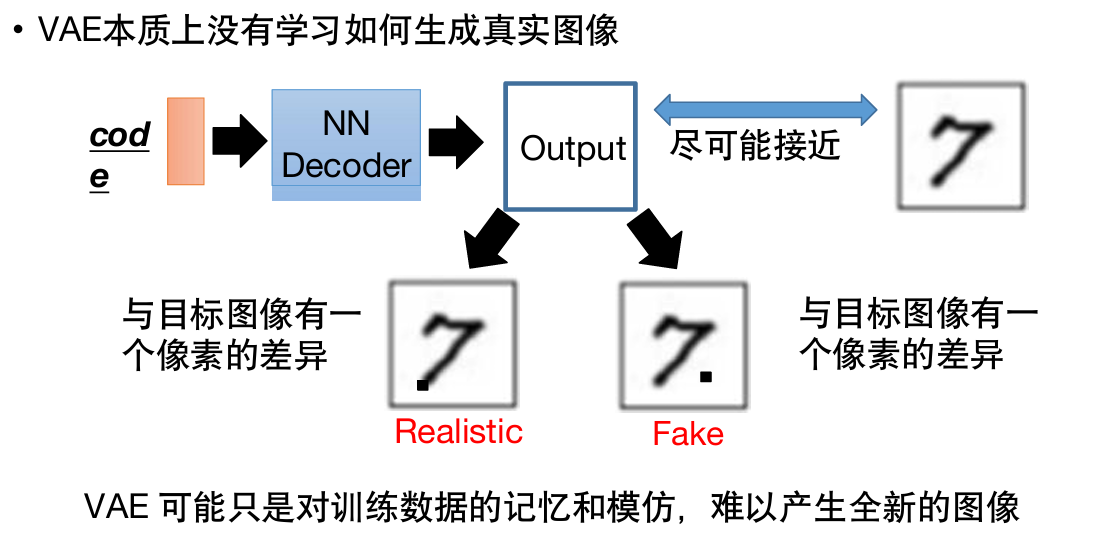 • VAE本质上没有学习如何生成真实图像
cod
e
NN
Decoder
Output
尽可能接近
7
与目标图像有一
个像素的差异
7
7
与目标图像有一
个像素的差异
Realistic
Fake
VAE 可能只是对训练数据的记忆和模仿，难以产生全新的图像